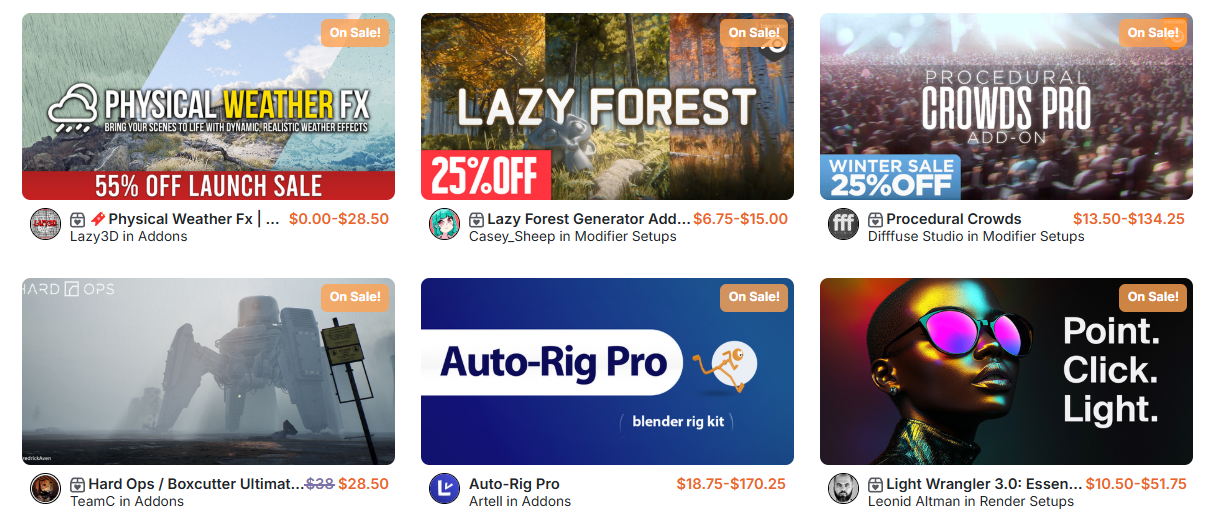 On Sale!
PHYSICAL WEATHER FX
BRING YOUR SCENES TO LIFE WITH DYNAMIC, REALISTIC WEATHER EFFECTS
55% OFF LAUNCH SALE
Physical Weather Fx | ... $0.00-$28.50
Lazy3D in Addons
On Sale!
LAZY FOREST
25%OFF
Lazy Forest Generator Add... $6.75-$15.00
Casey_Sheep in Modifier Setups
On Sale!
PROCEDURAL
CROWDS PRO
ADD-ON
WINTER SALE
25%OFF
fff
Procedural Crowds $13.50-$134.25
Difffuse Studio in Modifier Setups
HARD OPS
On Sale!
Hard Ops / Boxcutter Ultimat... $38 $28.50
TeamC in Addons
On Sale!
Auto-Rig Pro
blender rig kit
Auto-Rig Pro $18.75-$170.25
Artell in Addons
On Sale!
Point.
Click.
Light.
Light Wrangler 3.0: Essen... $10.50-$51.75
Leonid Altman in Render Setups